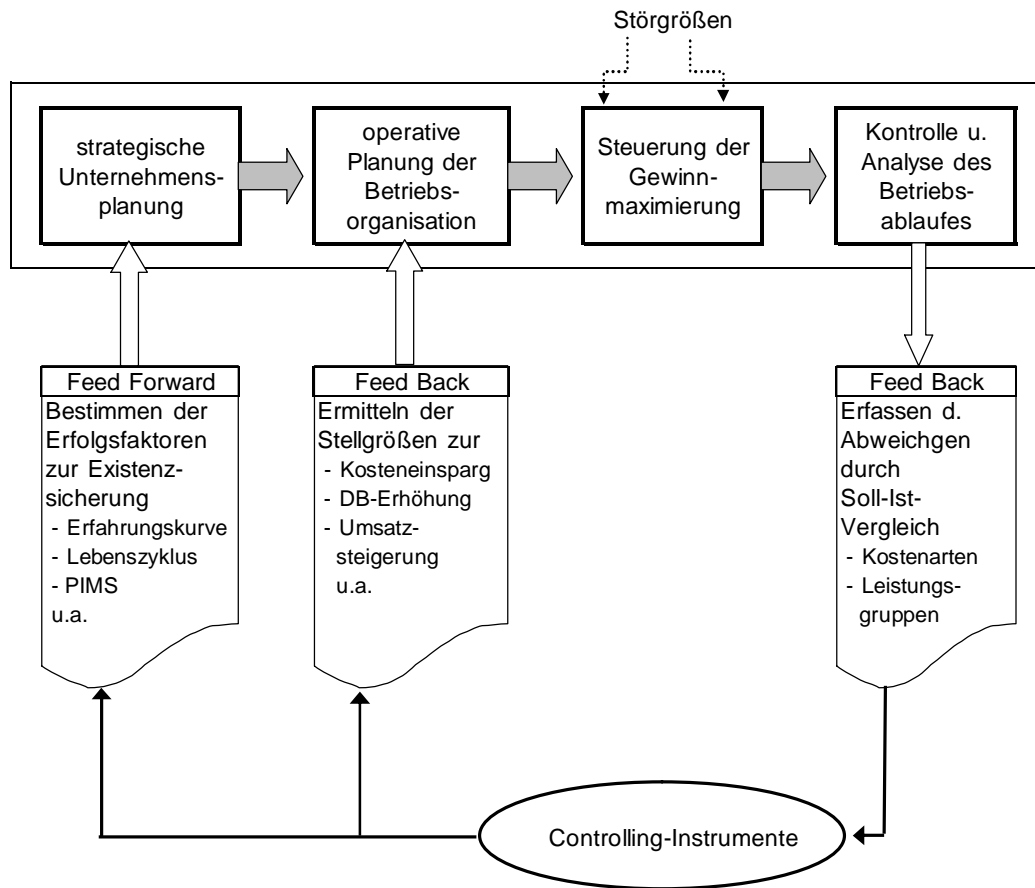 Störgrößen
strategische
Unternehmens-
planung
operative
Planung der
Betriebs-
organisation
Steuerung der
Gewinn-
maximierung
Kontrolle u.
Analyse des
Betriebs-
ablaufes
Feed Forward
Bestimmen der
Erfolgsfaktoren
zur Existenz-
sicherung
- Erfahrungskurve
- Lebenszyklus
- PIMS
u.a.
Feed Back
Ermitteln der
Stellgrößen zur
- Kosteneinsparg
- DB-Erhöhung
- Umsatz-
steigerung
u.a.
Feed Back
Erfassen d.
Abweichgen
durch
Soll-Ist-
Vergleich
- Kostenarten
- Leistungs-
gruppen
Controlling-Instrumente